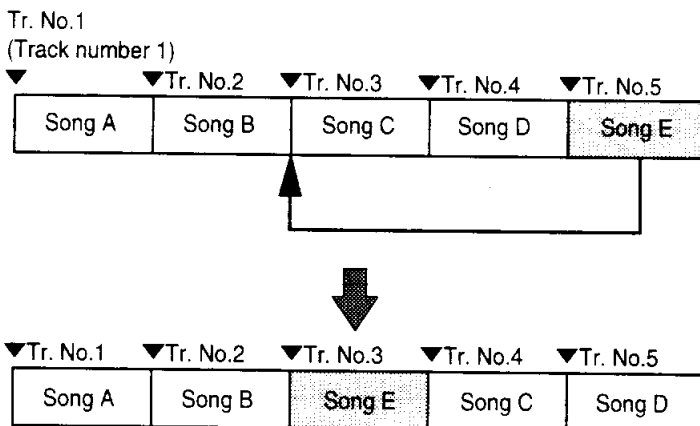 Tr. No.1
(Track number 1)
Tr. No.2 Tr. No.3 Tr. No.4 Tr. No.5
Song A Song B Song C Song D Song E
Tr. No.1 Tr. No.2 Tr. No.3 Tr. No.4 Tr. No.5
Song A Song B Song E Song C Song D